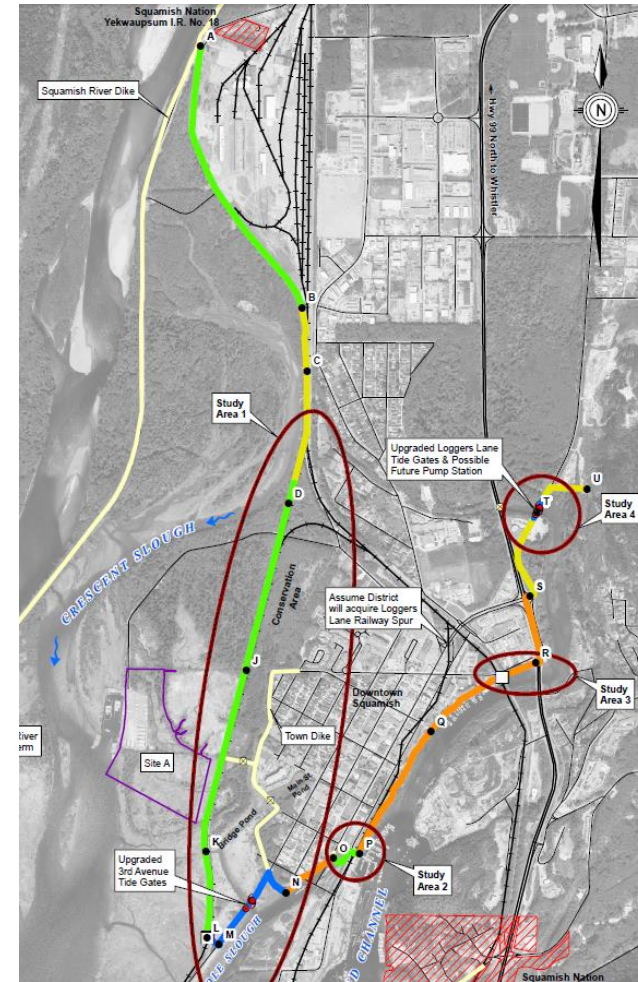 Squamish Nation
Yekwaupsum I.R. No. 18
A
Squamish River Dike
Hwy 99 North to Whistler
N
B
C
Study
Area 1
Upgraded Loggers Lane
Tide Gates & Possible
Future Pump Station
U
T
Study
Area 4
D
CRESCENT SLOUGH
Conservation
Area
Assume District
will acquire Loggers
Lane Railway Spur
S
R
J
Downtown
Squamish
Study
Area 3
River
Q
Town Dike
Site A
Main St
Pond
Bridge Pond
K
Upgraded
3rd Avenue
Tide Gates
O
P
Study
Area 2
N
L
M
SLOUGH
CHANNEL
Squamish Nation